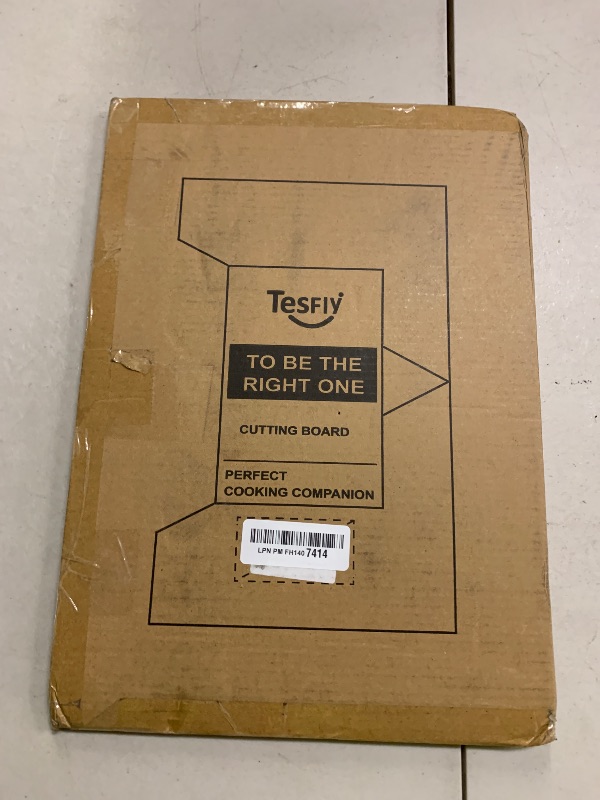 TESFIY
TO BE THE
RIGHT ONE
CUTTING BOARD
PERFECT
COOKING COMPANION
LPN PM FH140 7414